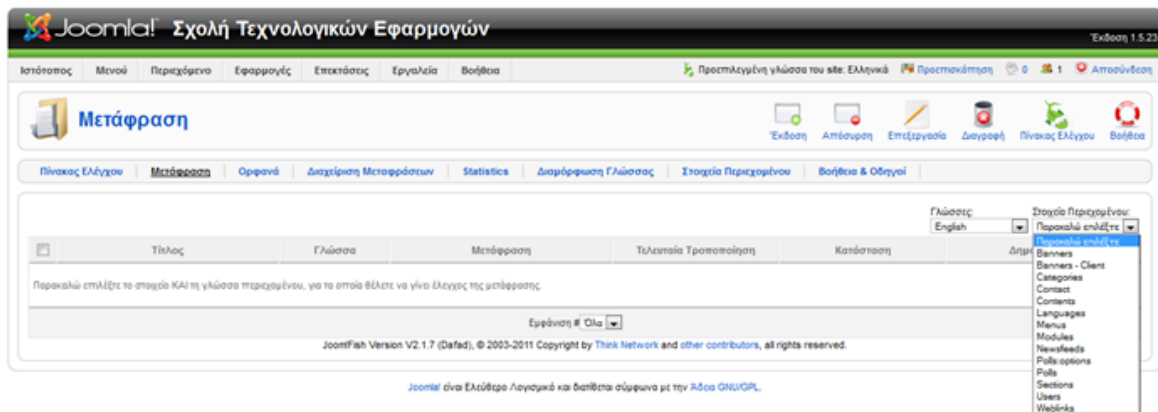 Joomla! Σχολή Τεχνολογικών Εφαρμογών
Έκδοση 1.5.23
Ιστότοπος Μενού Περιεχόμενο Εφαρμογές Επεκτάσεις Εργαλεία Βοήθεια Προεπιλεγμένη γλώσσα του site: Ελληνικά Προεπισκόπηση 0 1 Αποσύνδεση
Μετάφραση
Έκδοση Απόσυρση Επεξεργασία Διαγραφή Πίνακας Ελέγχου Βοήθεια
Πίνακας Ελέγχου Μετάφραση Ορφανά Διαχείριση Μεταφράσεων Statistics Διαμόρφωση Γλώσσας Στοιχεία Περιεχομένου Βοήθεια & Οδηγοί
Γλώσσες: Στοιχεία Περιεχομένου:
English Παρακαλώ επιλέξτε
Παρακαλώ επιλέξτε
Τίτλος Γλώσσα Μετάφραση Τελευταία Τροποποίηση Κατάσταση Δημ
Banners
Banners - Client
Categories
Contact
Contents
Languages
Menus
Modules
Newsfeeds
Polls options
Polls
Sections
Users
Weblinks
Παρακαλώ επιλέξτε το στοιχείο ΚΑΙ τη γλώσσα περιεχομένου, για τα οποία θέλετε να γίνει έλεγχος της μετάφρασης.
Εμφάνιση # Όλα
JoomFish Version V2.1.7 (Dafad), © 2003-2011 Copyright by Think Network and other contributors, all rights reserved.
Joomla! είναι Ελεύθερο Λογισμικό και διατίθεται σύμφωνα με την Άδεια GNU/GPL.